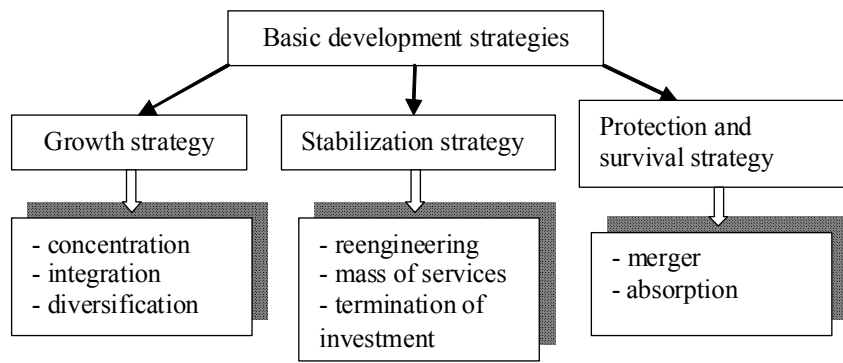 Basic development strategies
Growth strategy
Stabilization strategy
Protection and
survival strategy
- concentration
- integration
- diversification
- reengineering
- mass of services
- termination of
investment
- merger
- absorption